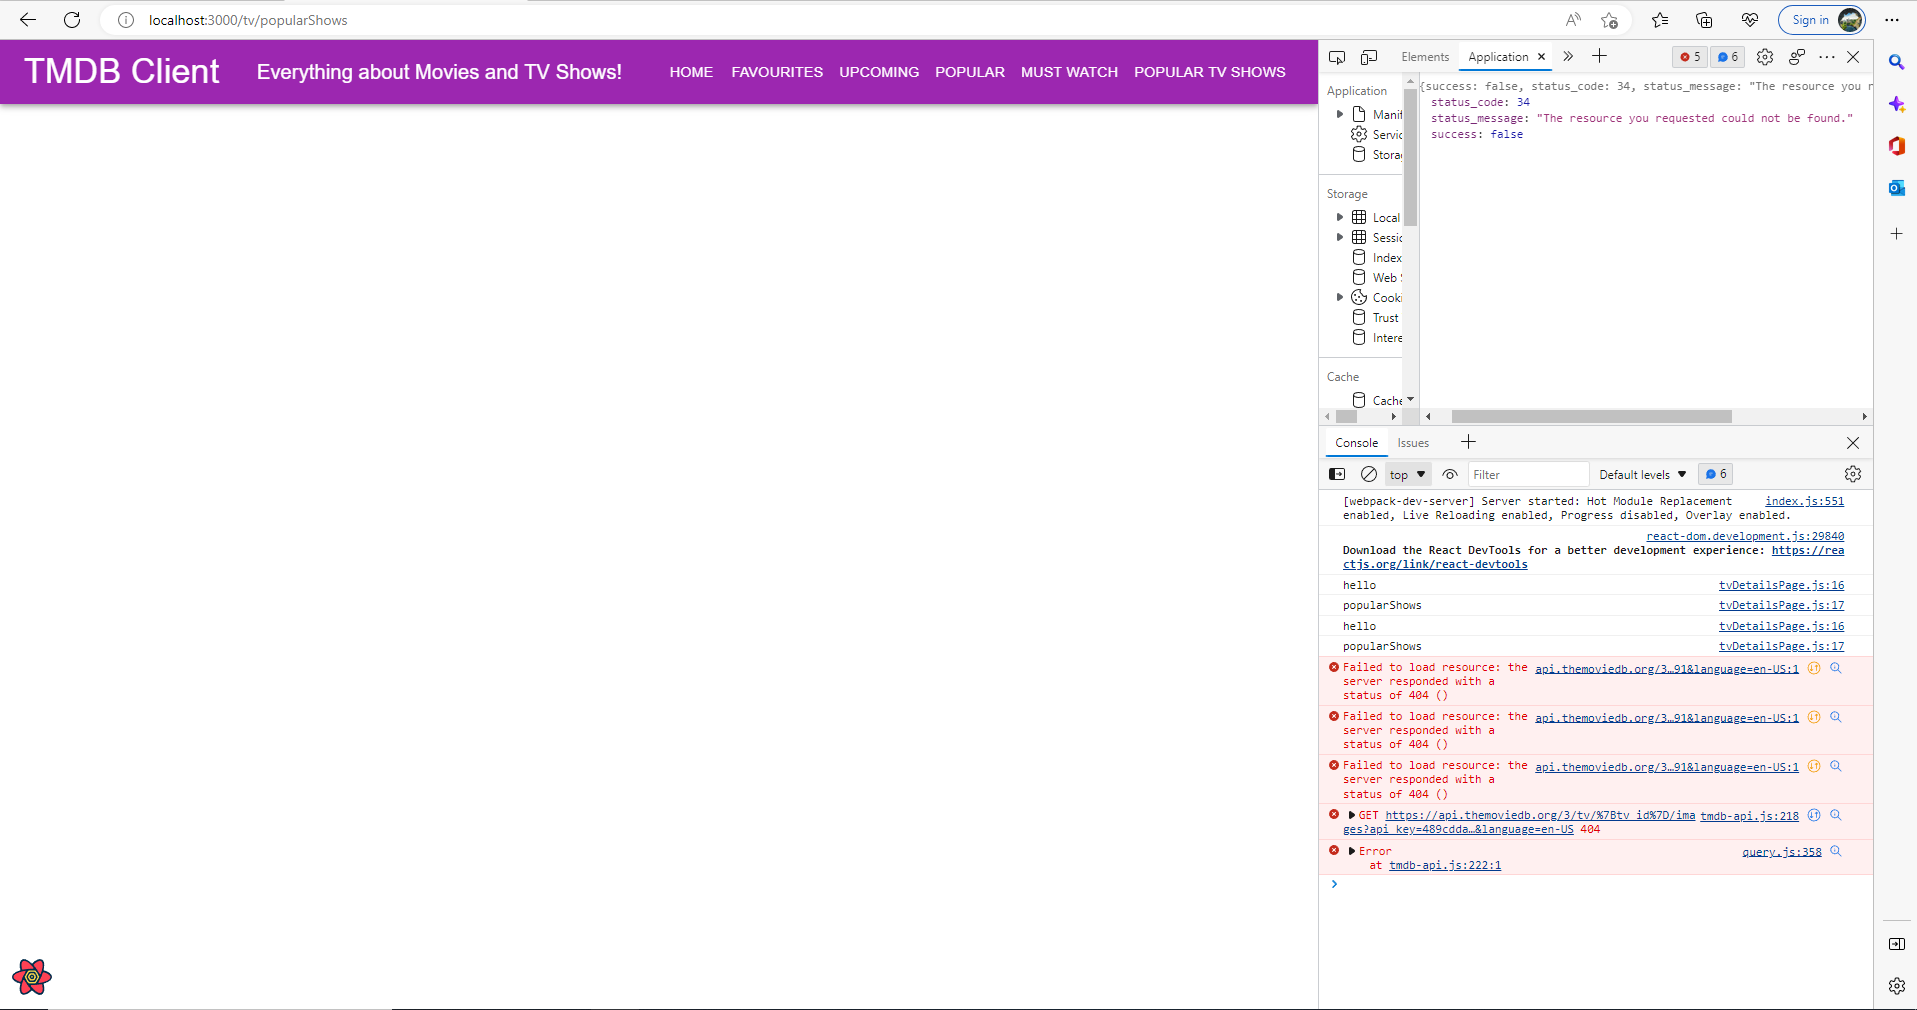 localhost:3000/tv/popularShows
Sign in
TMDB Client
Everything about Movies and TV Shows!
HOME FAVOURITES UPCOMING POPULAR MUST WATCH POPULAR TV SHOWS
Elements Application 5 6
Application
Manif
Servic
Storag
Storage
Local
Sessio
Index
Web
Cooki
Trust
Intere
Cache
Cache
{success: false, status_code: 34, status_message: "The resource you r
status_code: 34
status_message: "The resource you requested could not be found."
success: false
Console Issues
top Filter Default levels 6
[webpack-dev-server] Server started: Hot Module Replacement index.js:551
enabled, Live Reloading enabled, Progress disabled, Overlay enabled.
react-dom.development.js:29840
Download the React DevTools for a better development experience: https://rea
ctjs.org/link/react-devtools
hello tvDetailsPage.js:16
popularShows tvDetailsPage.js:17
hello tvDetailsPage.js:16
popularShows tvDetailsPage.js:17
Failed to load resource: the api.themoviedb.org/3…91&language=en-US:1
server responded with a
status of 404 ()
Failed to load resource: the api.themoviedb.org/3…91&language=en-US:1
server responded with a
status of 404 ()
Failed to load resource: the api.themoviedb.org/3…91&language=en-US:1
server responded with a
status of 404 ()
GET https://api.themoviedb.org/3/tv/%7Btv_id%7D/ima tmdb-api.js:218
ges?api_key=489cdda…&language=en-US 404
Error query.js:358
at tmdb-api.js:222:1